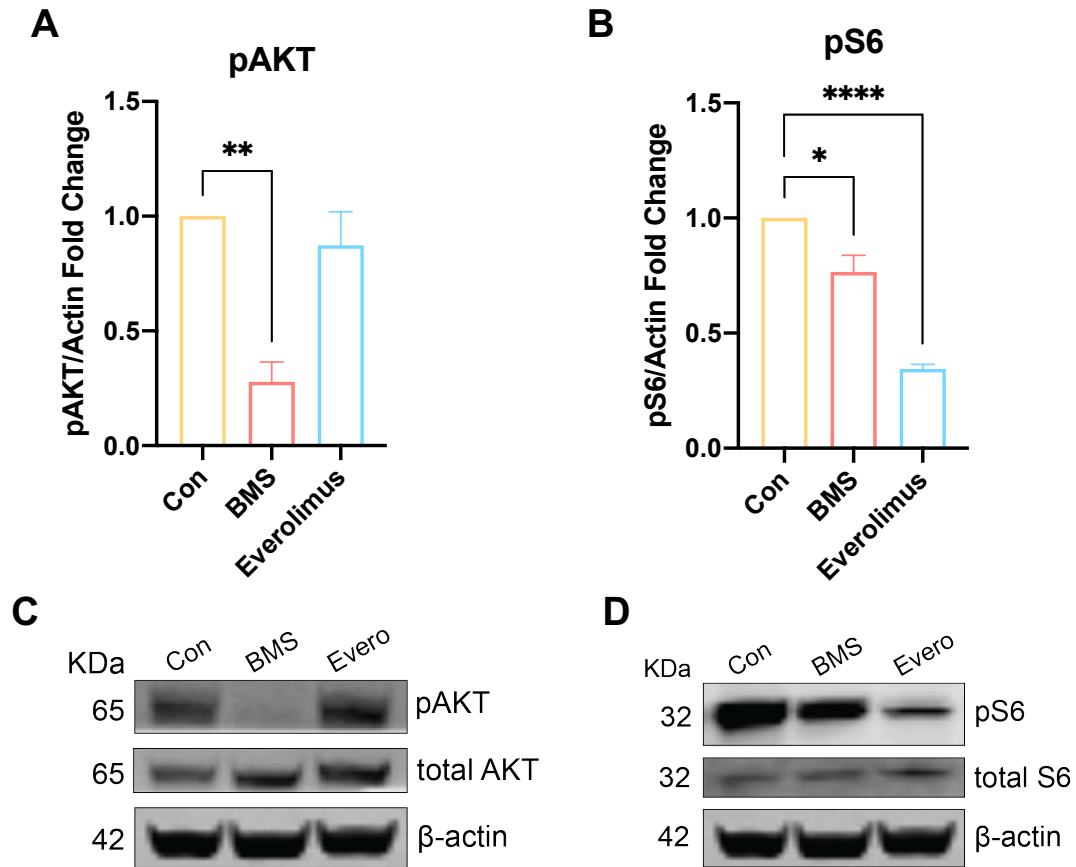 A
pAKT
pAKT/Actin Fold Change
1.5
1.0
0.5
0.0
**
Con
BMS
Everolimus
B
pS6
pS6/Actin Fold Change
1.5
1.0
0.5
0.0
****
*
Con
BMS
Everolimus
C
KDa
Con
BMS
Evero
65
pAKT
65
total AKT
42
β-actin
D
KDa
Con
BMS
Evero
32
pS6
32
total S6
42
β-actin